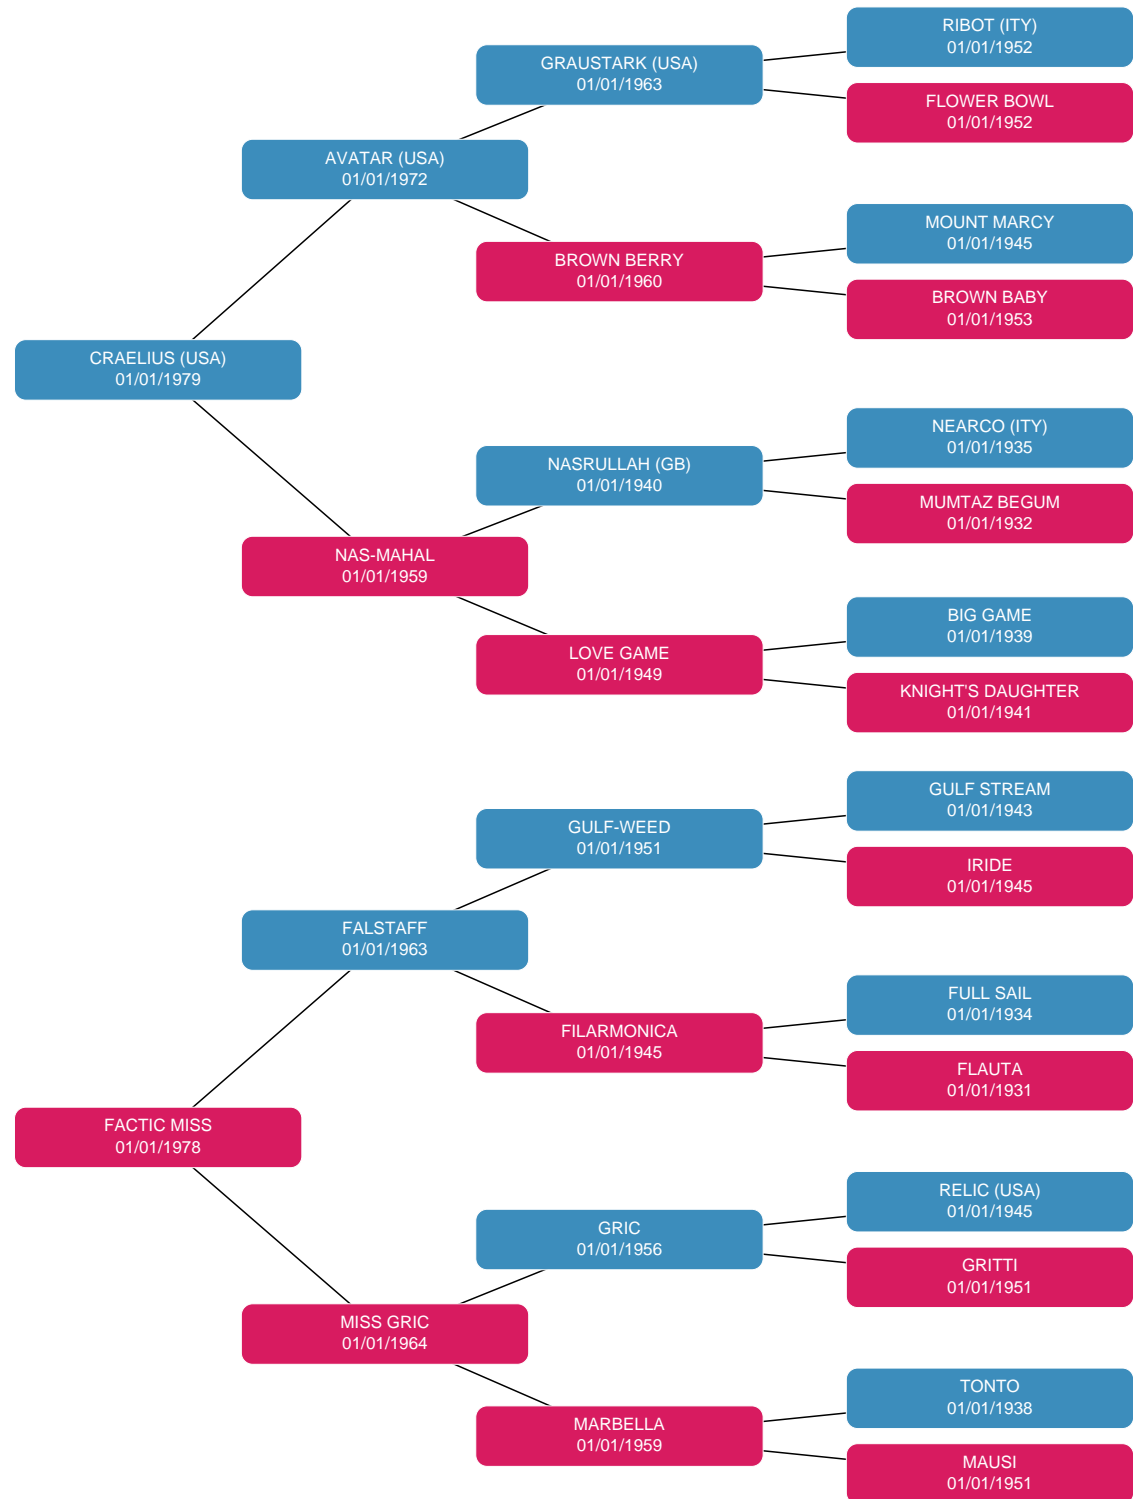 RIBOT (ITY)
01/01/1952
GRAUSTARK (USA)
01/01/1963
FLOWER BOWL
01/01/1952
AVATAR (USA)
01/01/1972
MOUNT MARCY
01/01/1945
BROWN BERRY
01/01/1960
BROWN BABY
01/01/1953
CRAELIUS (USA)
01/01/1979
NEARCO (ITY)
01/01/1935
NASRULLAH (GB)
01/01/1940
MUMTAZ BEGUM
01/01/1932
NAS-MAHAL
01/01/1959
BIG GAME
01/01/1939
LOVE GAME
01/01/1949
KNIGHT'S DAUGHTER
01/01/1941
GULF STREAM
01/01/1943
GULF-WEED
01/01/1951
IRIDE
01/01/1945
FALSTAFF
01/01/1963
FULL SAIL
01/01/1934
FILARMONICA
01/01/1945
FLAUTA
01/01/1931
FACTIC MISS
01/01/1978
RELIC (USA)
01/01/1945
GRIC
01/01/1956
GRITTI
01/01/1951
MISS GRIC
01/01/1964
TONTO
01/01/1938
MARBELLA
01/01/1959
MAUSI
01/01/1951